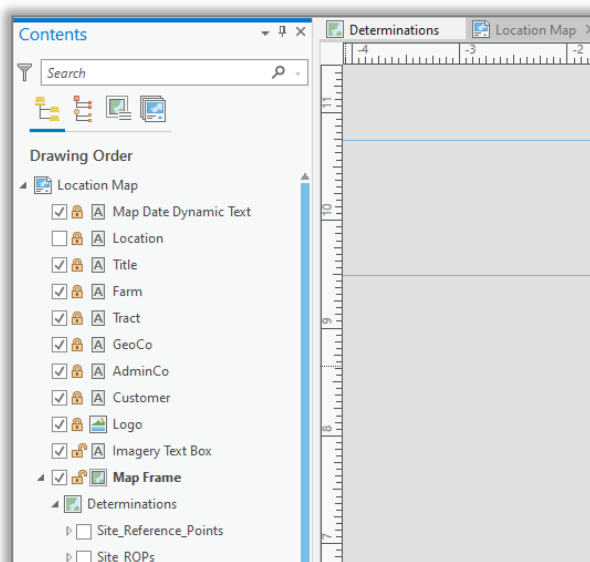 Contents
Determinations
Location Map
Search
-4
-3
-2
Drawing Order
Location Map
Map Date Dynamic Text
Location
Title
Farm
Tract
GeoCo
AdminCo
Customer
Logo
Imagery Text Box
Map Frame
Determinations
Site_Reference_Points
Site_ROPs
11
10
9
8
7
A
A
A
A
A
A
A
A
A